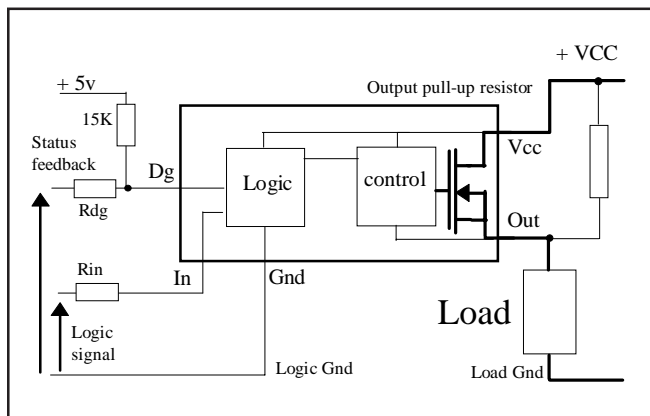 + VCC
+ 5v
Output pull-up resistor
15K
Status
feedback
Vcc
Dg
Logic
control
Rdg
Out
Rin
In
Gnd
Load
Logic
signal
Logic Gnd
Load Gnd